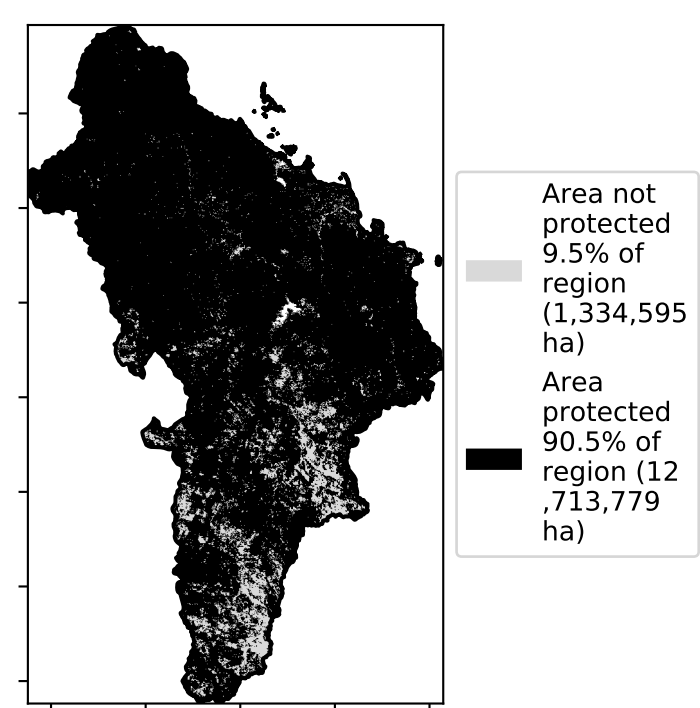 Area not
protected
9.5% of
region
(1,334,595
ha)
Area
protected
90.5% of
region (12
,713,779
ha)